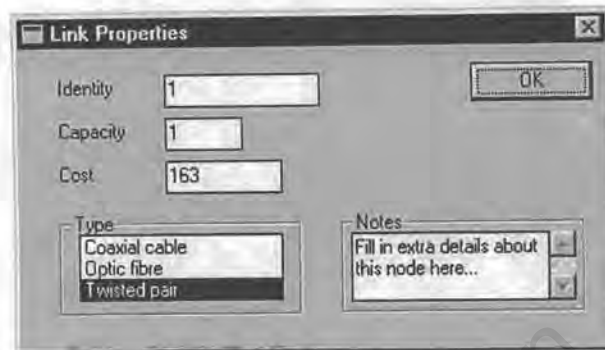 Link Properties
Identity 1
OK
Capacity 1
Cost 163
Type
Coaxial cable
Optic fibre
Twisted pair
Notes
Fill in extra details about
this node here...